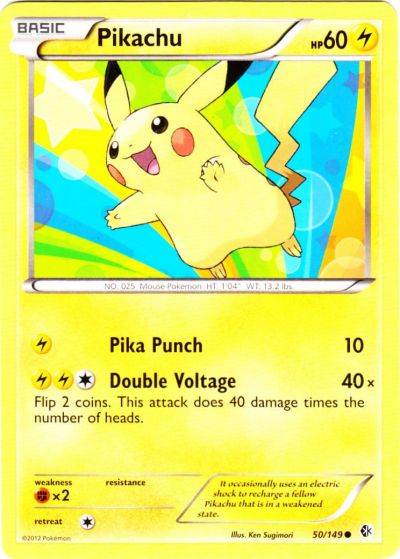 BASIC
Pikachu HP60
NO. 025 Mouse Pokémon HT: 1'04" WT: 13.2 lbs.
Pika Punch 10
Double Voltage 40×
Flip 2 coins. This attack does 40 damage times the
number of heads.
weakness resistance
×2
retreat
It occasionally uses an electric
shock to recharge a fellow
Pikachu that is in a weakened
state.
©2012 Pokémon Illus. Ken Sugimori 50/149